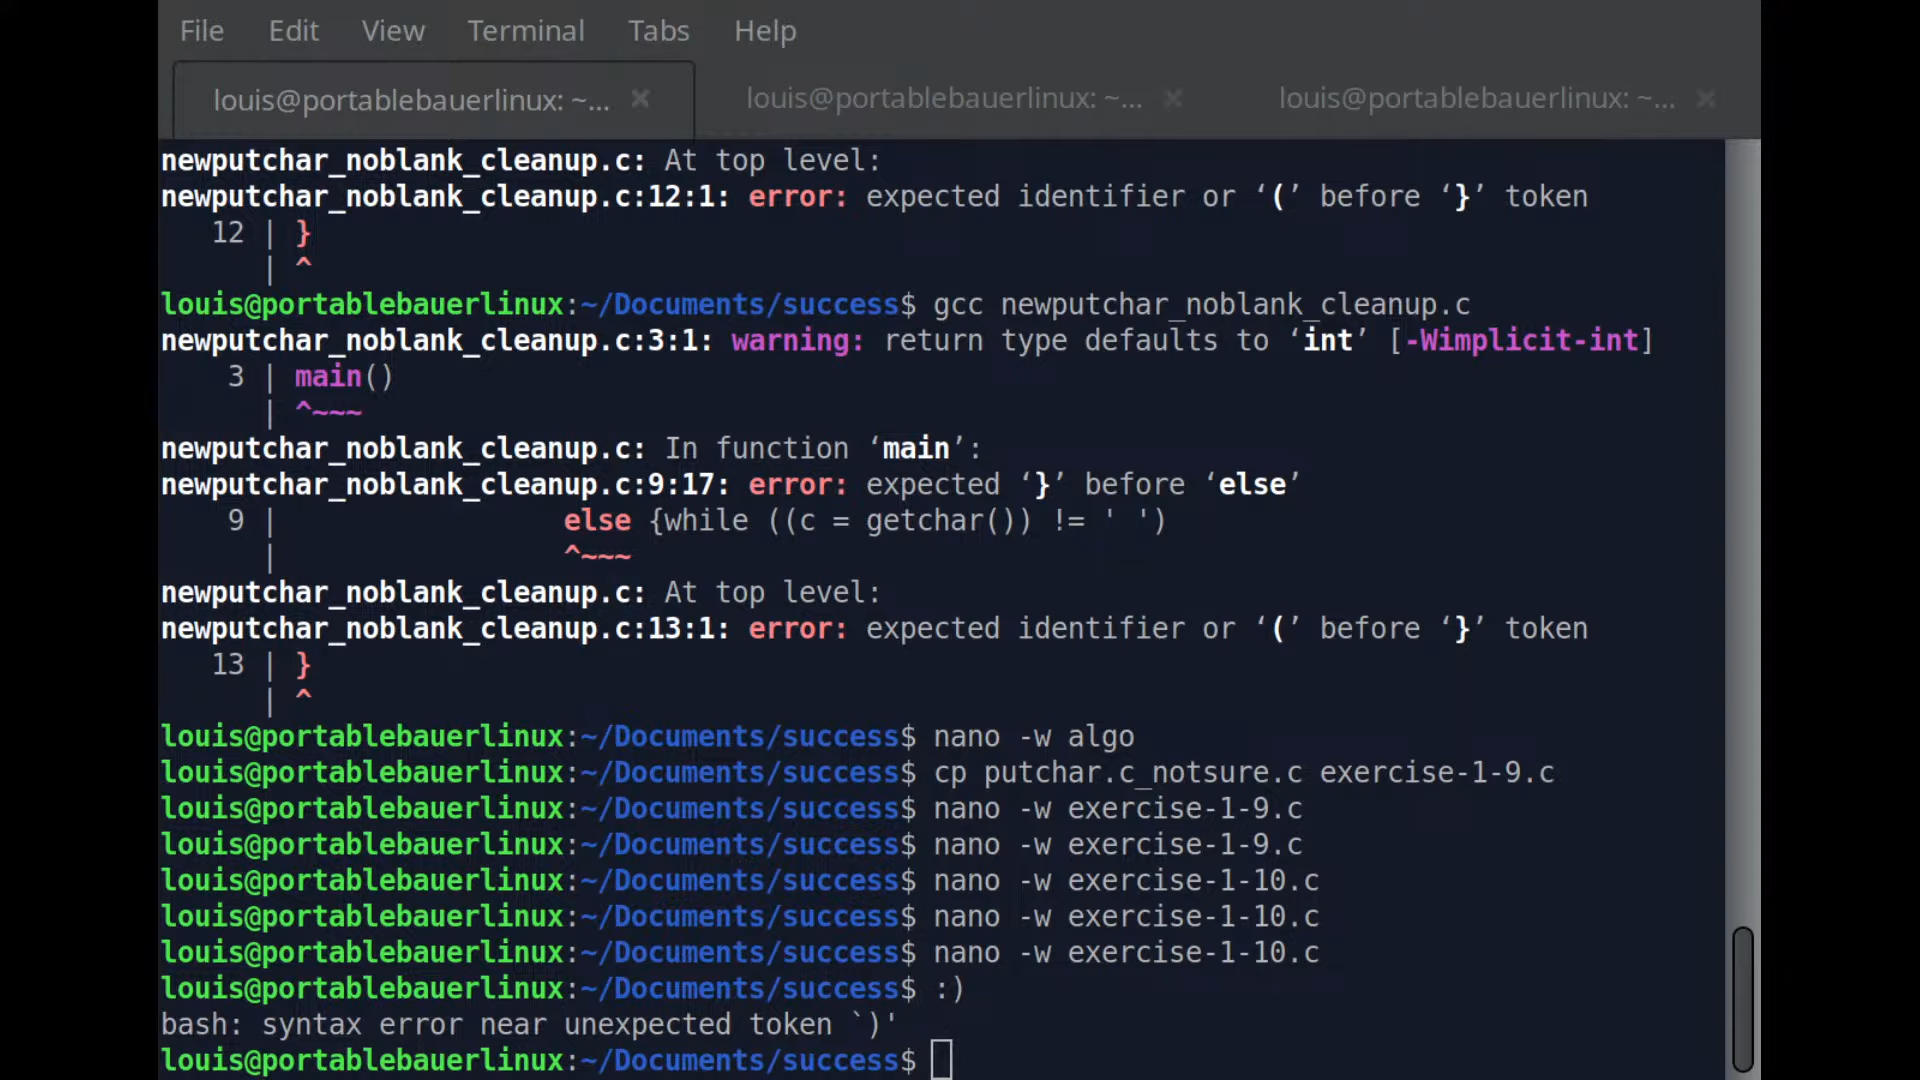 File Edit View Terminal Tabs Help
louis@portablebauerlinux: ~... × louis@portablebauerlinux: ~... × louis@portablebauerlinux: ~... ×
newputchar_noblank_cleanup.c: At top level:
newputchar_noblank_cleanup.c:12:1: error: expected identifier or ‘(’ before ‘}’ token
   12 | }
      | ^
louis@portablebauerlinux:~/Documents/success$ gcc newputchar_noblank_cleanup.c
newputchar_noblank_cleanup.c:3:1: warning: return type defaults to ‘int’ [-Wimplicit-int]
    3 | main()
      | ^~~~
newputchar_noblank_cleanup.c: In function ‘main’:
newputchar_noblank_cleanup.c:9:17: error: expected ‘}’ before ‘else’
    9 |                 else {while ((c = getchar()) != ' ')
      |                 ^~~~
newputchar_noblank_cleanup.c: At top level:
newputchar_noblank_cleanup.c:13:1: error: expected identifier or ‘(’ before ‘}’ token
   13 | }
      | ^
louis@portablebauerlinux:~/Documents/success$ nano -w algo
louis@portablebauerlinux:~/Documents/success$ cp putchar.c_notsure.c exercise-1-9.c
louis@portablebauerlinux:~/Documents/success$ nano -w exercise-1-9.c
louis@portablebauerlinux:~/Documents/success$ nano -w exercise-1-9.c
louis@portablebauerlinux:~/Documents/success$ nano -w exercise-1-10.c
louis@portablebauerlinux:~/Documents/success$ nano -w exercise-1-10.c
louis@portablebauerlinux:~/Documents/success$ nano -w exercise-1-10.c
louis@portablebauerlinux:~/Documents/success$ :)
bash: syntax error near unexpected token `)'
louis@portablebauerlinux:~/Documents/success$